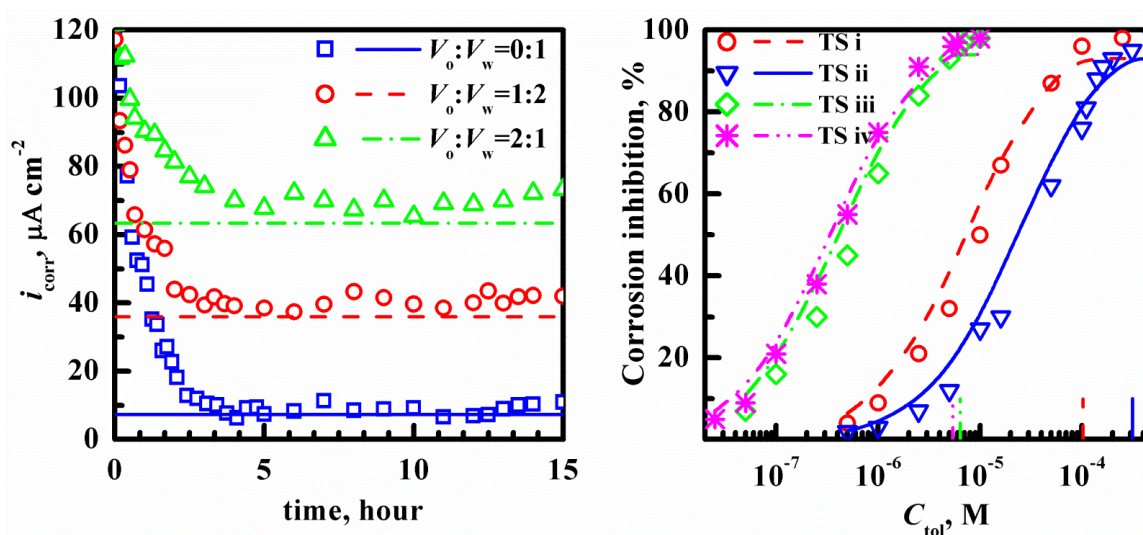 120
100
80
60
40
20
0
i_corr, μA cm⁻²
V_o:V_w=0:1
V_o:V_w=1:2
V_o:V_w=2:1
0
5
10
15
time, hour
100
80
60
40
20
Corrosion inhibition, %
TS i
TS ii
TS iii
TS iv
10⁻⁷
10⁻⁶
10⁻⁵
10⁻⁴
C_tol, M